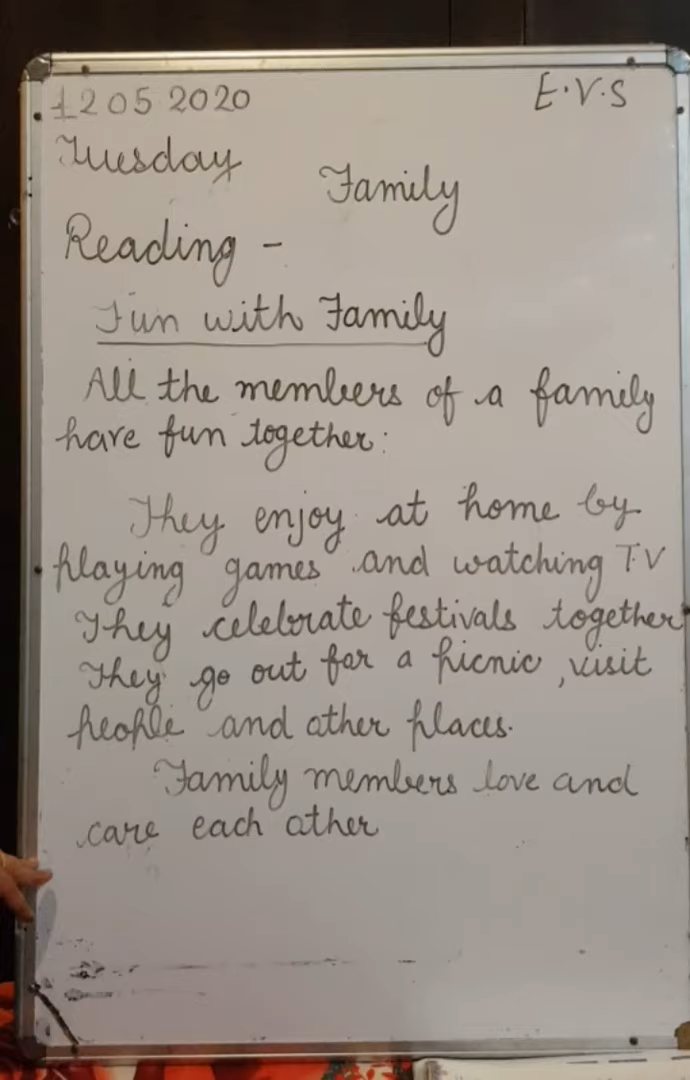 12 05 2020 E.V.S
Tuesday
Family
Reading -
Fun with Family
All the members of a family
have fun together:
They enjoy at home by
playing games and watching T.V
They celebrate festivals together
They go out for a picnic, visit
people and other places.
Family members love and
care each other